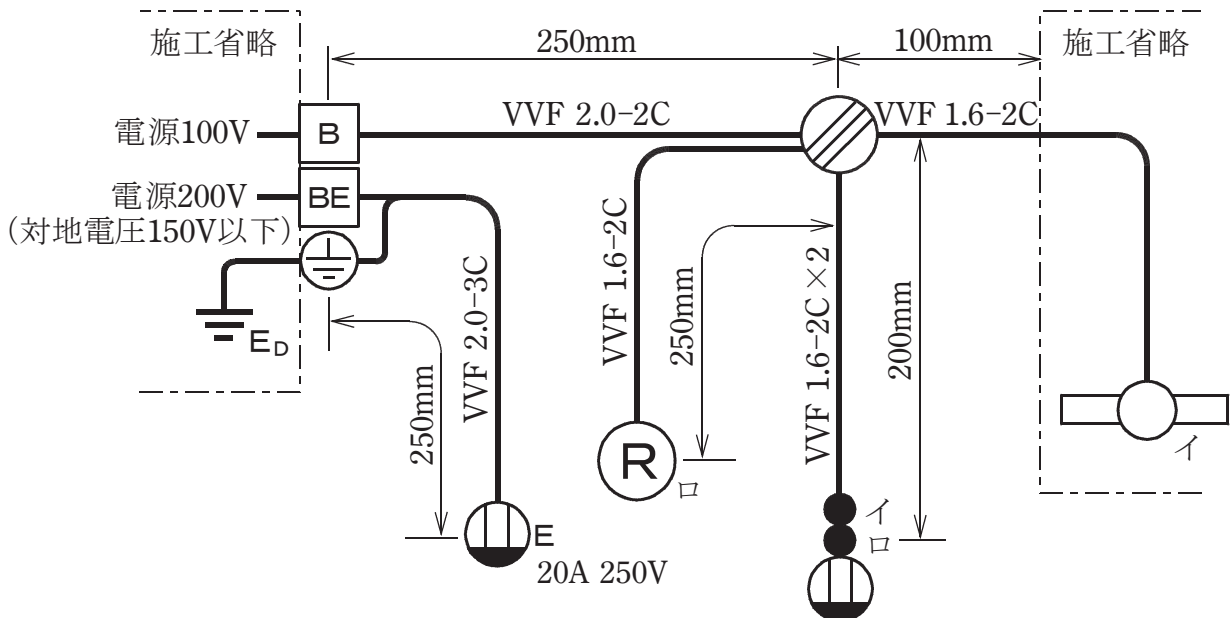 施工省略
250mm
100mm
施工省略
電源100V
B
VVF 2.0-2C
VVF 1.6-2C
電源200V
BE
(対地電圧150V以下)
ED
VVF 2.0-3C
250mm
VVF 1.6-2C
250mm
VVF 1.6-2C×2
200mm
R
ロ
イ
イ
ロ
E
20A 250V